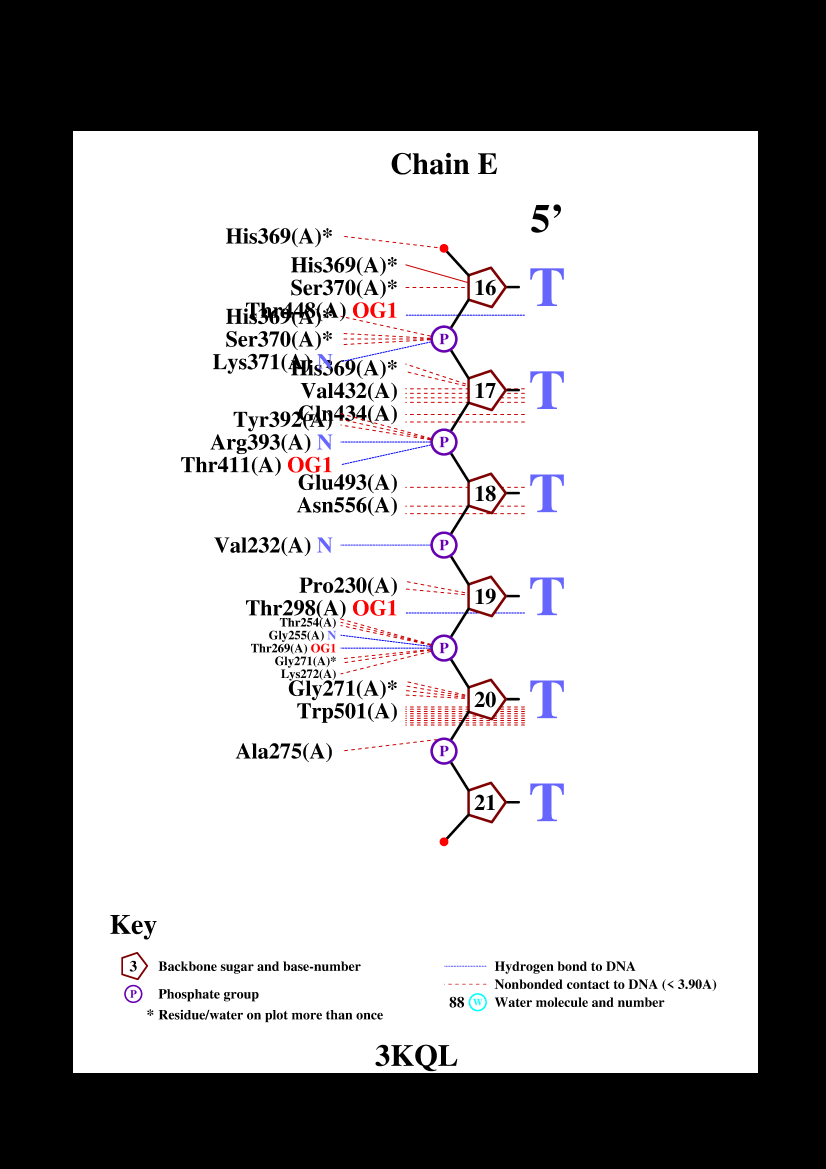 Chain E
5’
His369(A)*
His369(A)*
16
T
Ser370(A)*
Thr448(A) OG1
His369(A)*
Ser370(A)*
P
Lys371(A) N
His369(A)*
Val432(A)
17
T
Gln434(A)
Tyr392(A)
Arg393(A) N
P
Thr411(A) OG1
Glu493(A)
18
T
Asn556(A)
Val232(A) N
P
Pro230(A)
19
T
Thr298(A) OG1
Thr254(A)
Gly255(A) N
Thr269(A) OG1
P
Gly271(A)*
Lys272(A)
Gly271(A)*
20
T
Trp501(A)
Ala275(A)
P
21
T
Key
3 Backbone sugar and base-number
P Phosphate group
* Residue/water on plot more than once
Hydrogen bond to DNA
Nonbonded contact to DNA (< 3.90A)
88 W Water molecule and number
3KQL